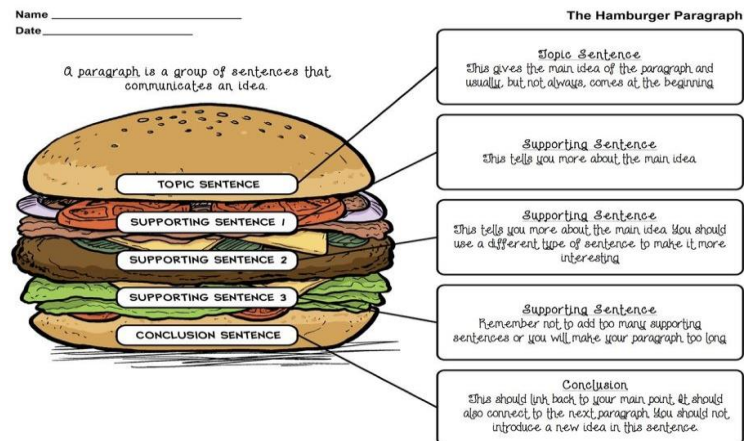 Name
The Hamburger Paragraph
Date
A paragraph is a group of sentences that
communicates an idea.
TOPIC SENTENCE
SUPPORTING SENTENCE 1
SUPPORTING SENTENCE 2
SUPPORTING SENTENCE 3
CONCLUSION SENTENCE
Topic Sentence
This gives the main idea of the paragraph and
usually, but not always, comes at the beginning
Supporting Sentence
This tells you more about the main idea
Supporting Sentence
This tells you more about the main idea You should
use a different type of sentence to make it more
interesting
Supporting Sentence
Remember not to add too many supporting
sentences or you will make your paragraph too long
Conclusion
This should link back to your main point. It should
also connect to the next paragraph. You should not
introduce a new idea in this sentence.